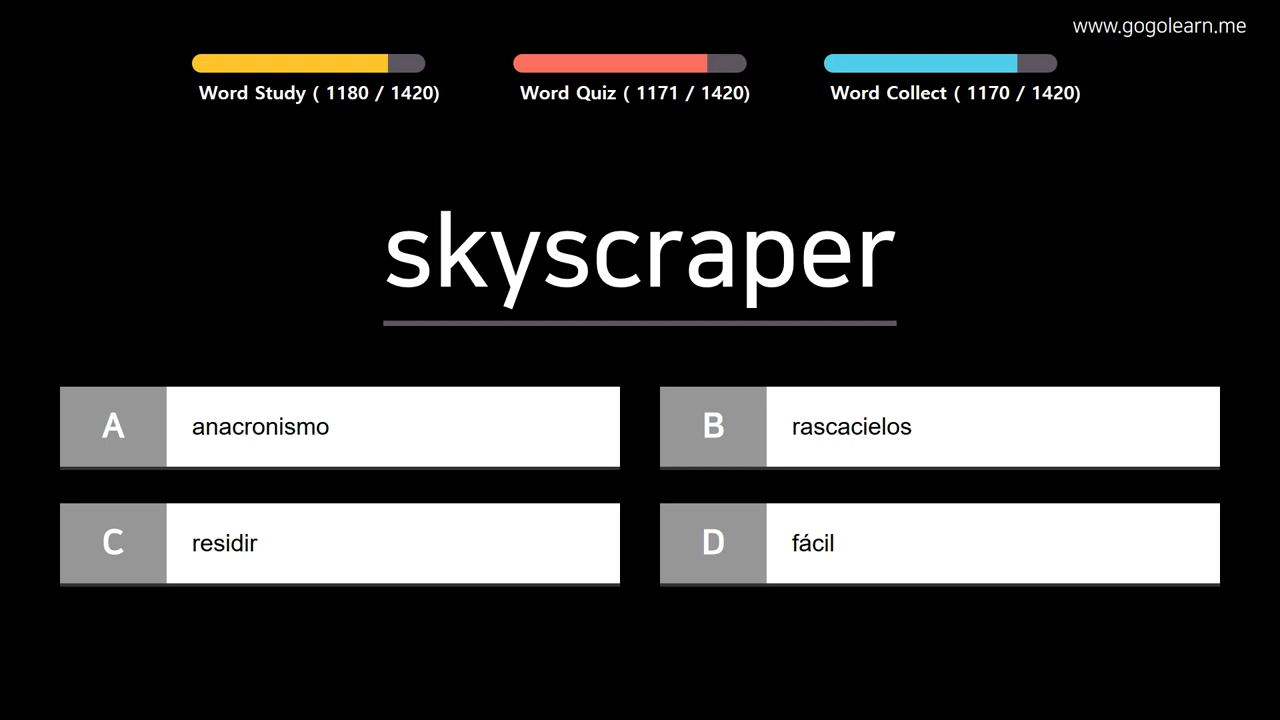 www.gogolearn.me
Word Study ( 1180 / 1420)
Word Quiz ( 1171 / 1420)
Word Collect ( 1170 / 1420)
skyscraper
A anacronismo
B rascacielos
C residir
D fácil